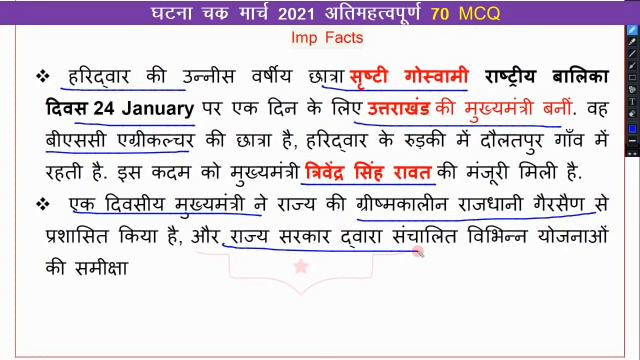 घटना चक्र मार्च 2021 अतिमहत्वपूर्ण 70 MCQ
Imp Facts
❖ हरिद्वार की उन्नीस वर्षीय छात्रा सृष्टी गोस्वामी राष्ट्रीय बालिका
दिवस 24 January पर एक दिन के लिए उत्तराखंड की मुख्यमंत्री बनीं. वह
बीएससी एग्रीकल्चर की छात्रा है, हरिद्वार के रुड़की में दौलतपुर गाँव में
रहती है. इस कदम को मुख्यमंत्री त्रिवेंद्र सिंह रावत की मंजूरी मिली है.
❖ एक दिवसीय मुख्यमंत्री ने राज्य की ग्रीष्मकालीन राजधानी गैरसैण से
प्रशासित किया है, और राज्य सरकार द्वारा संचालित विभिन्न योजनाओं
की समीक्षा